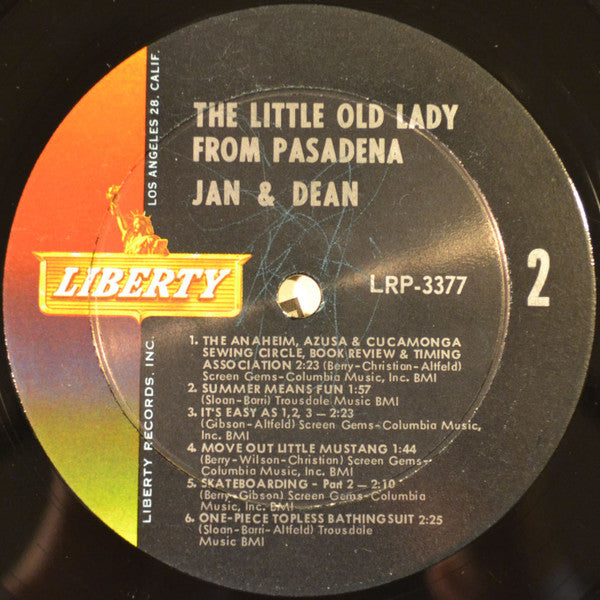 THE LITTLE OLD LADY
FROM PASADENA
JAN & DEAN
LOS ANGELES 28, CALIF.
LIBERTY
LIBERTY RECORDS, INC.
LRP-3377
2
1. THE ANAHEIM, AZUSA & CUCAMONGA
SEWING CIRCLE, BOOK REVIEW & TIMING
ASSOCIATION 2:23 (Berry-Christian-Altfeld)
Screen Gems-Columbia Music, Inc. BMI
2. SUMMER MEANS FUN 1:57
(Sloan-Barri) Trousdale Music BMI
3. IT'S EASY AS 1, 2, 3 — 2:23
(Gibson-Altfeld) Screen Gems-Columbia Music,
Inc. BMI
4. MOVE OUT LITTLE MUSTANG 1:44
(Berry-Wilson-Christian) Screen Gems-
Columbia Music, Inc. BMI
5. SKATEBOARDING - Part 2 — 2:10
(Berry-Gibson) Screen Gems-Columbia
Music, Inc. BMI
6. ONE-PIECE TOPLESS BATHINGSUIT 2:25
(Sloan-Barri-Altfeld) Trousdale
Music BMI